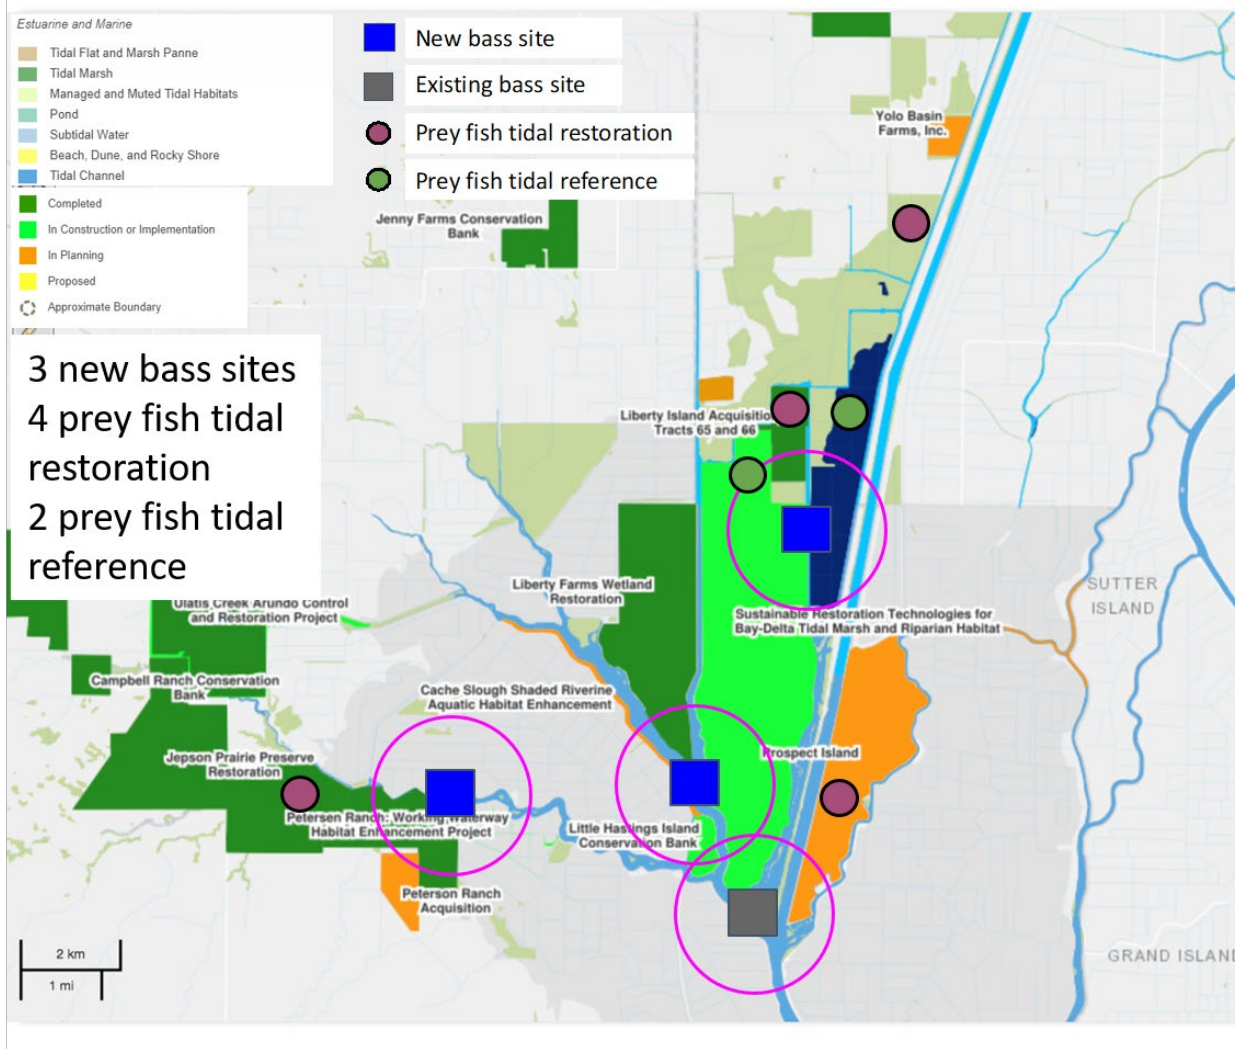 Estuarine and Marine
Tidal Flat and Marsh Panne
Tidal Marsh
Managed and Muted Tidal Habitats
Pond
Subtidal Water
Beach, Dune, and Rocky Shore
Tidal Channel
Completed
In Construction or Implementation
In Planning
Proposed
Approximate Boundary
New bass site
Existing bass site
Prey fish tidal restoration
Prey fish tidal reference
3 new bass sites
4 prey fish tidal
restoration
2 prey fish tidal
reference
Yolo Basin
Farms, Inc.
Jenny Farms Conservation
Bank
Liberty Island Acquisitio
Tracts 65 and 66
Liberty Farms Wetland
Restoration
Ulatis Creek Arundo Control
and Restoration Project
SUTTER
ISLAND
Sustainable Restoration Technologies for
Bay-Delta Tidal Marsh and Riparian Habitat
Campbell Ranch Conservation
Bank
Cache Slough Shaded Riverine
Aquatic Habitat Enhancement
Jepson Prairie Preserve
Restoration
Prospect Island
Petersen Ranch: Working Waterway
Habitat Enhancement Project
Little Hastings Island
Conservation Bank
Peterson Ranch
Acquisition
GRAND ISLAND
2 km
1 mi